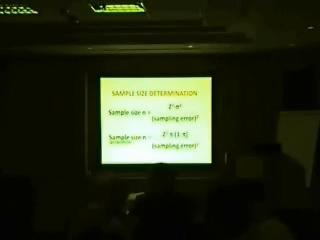 SAMPLE SIZE DETERMINATION
Z² σ²
Sample size n =
(sampling error)²
Z² π (1- π)
Sample size n =
(sampling error)²